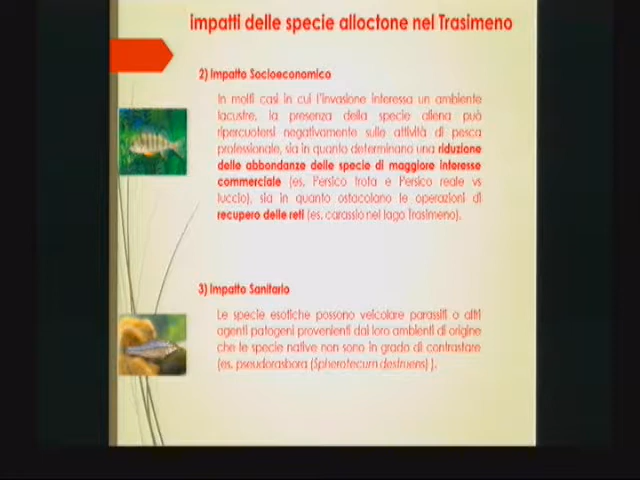 impatti delle specie alloctone nel Trasimeno
2) Impatto Socioeconomico
In molti casi in cui l'invasione interessa un ambiente
lacustre, la presenza della specie aliena può
ripercuotersi negativamente sulle attività di pesca
professionale, sia in quanto determinano una riduzione
delle abbondanze delle specie di maggiore interesse
commerciale (es. Persico trota e Persico reale vs
luccio), sia in quanto ostacolano le operazioni di
recupero delle reti (es. carassio nel lago Trasimeno).
3) Impatto Sanitario
Le specie esotiche possono veicolare parassiti o altri
agenti patogeni provenienti dal loro ambienti di origine
che le specie native non sono in grado di contrastare
(es. pseudorasbora (Spherotecum destruens) ).